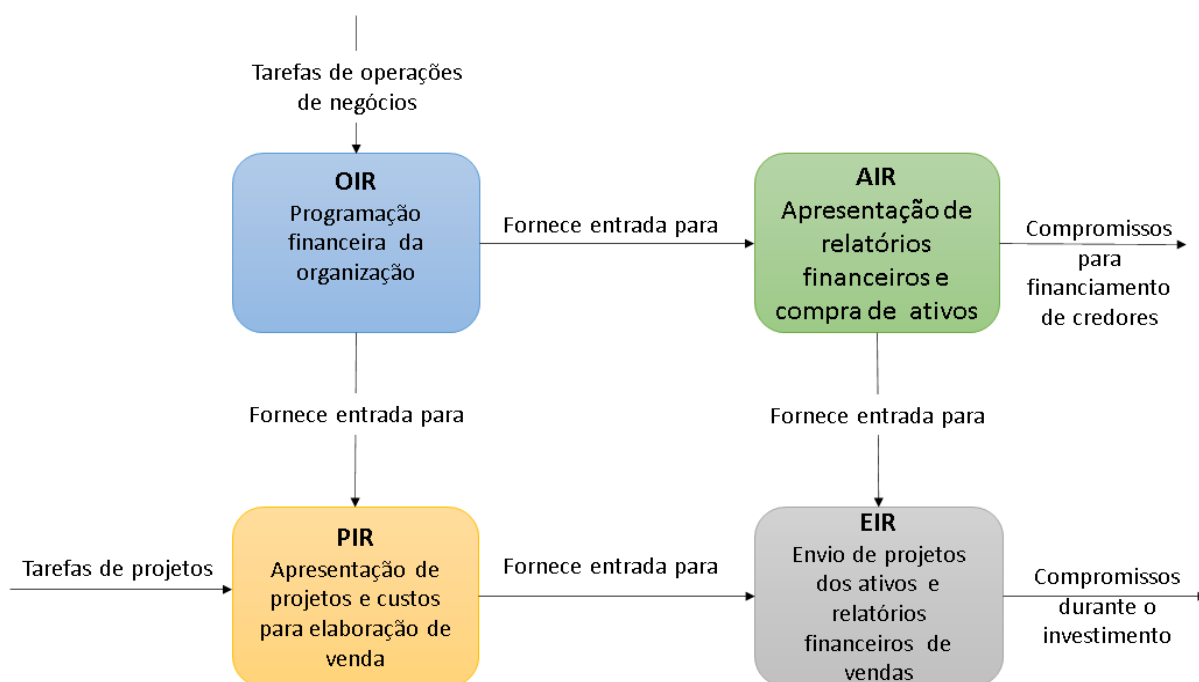 Tarefas de operações
de negócios
OIR
Programação
financeira da
organização
Fornece entrada para
AIR
Apresentação de
relatórios
financeiros e
compra de ativos
Compromissos
para
financiamento
de credores
Fornece entrada para
Fornece entrada para
Tarefas de projetos
PIR
Apresentação de
projetos e custos
para elaboração de
venda
Fornece entrada para
EIR
Envio de projetos
dos ativos e
relatórios
financeiros de
vendas
Compromissos
durante o
investimento